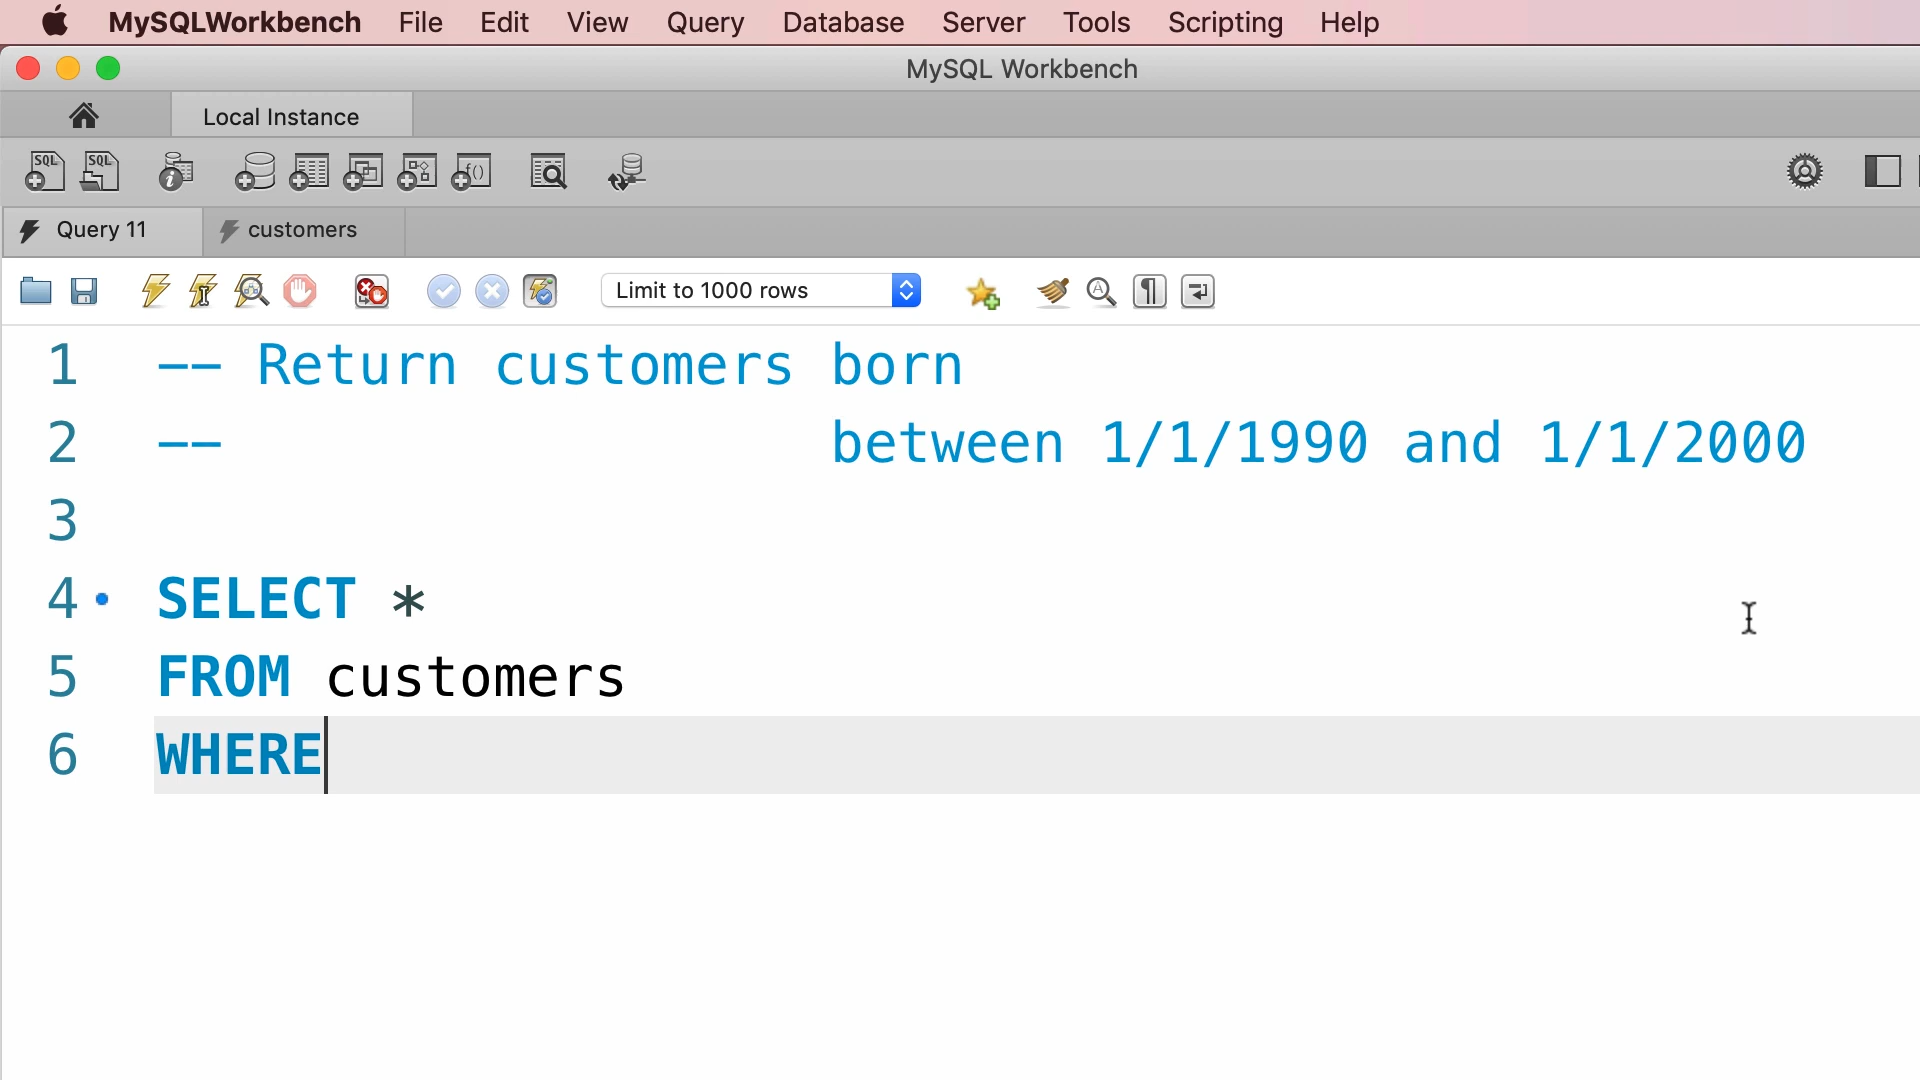 MySQLWorkbench File Edit View Query Database Server Tools Scripting Help
MySQL Workbench
Local Instance
SQL SQL f()
Query 11 customers
Limit to 1000 rows
1 -- Return customers born
2 -- between 1/1/1990 and 1/1/2000
3
4 SELECT *
5 FROM customers
6 WHERE